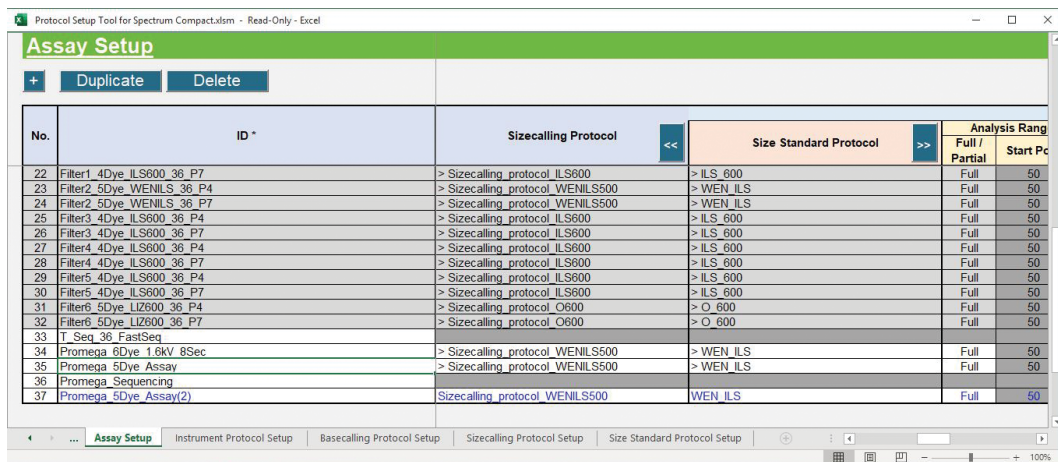 Protocol Setup Tool for Spectrum Compact.xlsm - Read-Only - Excel
Assay Setup
+ Duplicate Delete
No. ID * Sizecalling Protocol << Size Standard Protocol >> Analysis Rang
Full / Partial Start Po
22 Filter1_4Dye_ILS600_36_P7 > Sizecalling_protocol_ILS600 > ILS_600 Full 50
23 Filter2_5Dye_WENILS_36_P4 > Sizecalling_protocol_WENILS500 > WEN_ILS Full 50
24 Filter2_5Dye_WENILS_36_P7 > Sizecalling_protocol_WENILS500 > WEN_ILS Full 50
25 Filter3_4Dye_ILS600_36_P4 > Sizecalling_protocol_ILS600 > ILS_600 Full 50
26 Filter3_4Dye_ILS600_36_P7 > Sizecalling_protocol_ILS600 > ILS_600 Full 50
27 Filter4_4Dye_ILS600_36_P4 > Sizecalling_protocol_ILS600 > ILS_600 Full 50
28 Filter4_4Dye_ILS600_36_P7 > Sizecalling_protocol_ILS600 > ILS_600 Full 50
29 Filter5_4Dye_ILS600_36_P4 > Sizecalling_protocol_ILS600 > ILS_600 Full 50
30 Filter5_4Dye_ILS600_36_P7 > Sizecalling_protocol_ILS600 > ILS_600 Full 50
31 Filter6_5Dye_LIZ600_36_P4 > Sizecalling_protocol_O600 > O_600 Full 50
32 Filter6_5Dye_LIZ600_36_P7 > Sizecalling_protocol_O600 > O_600 Full 50
33 T_Seq_36_FastSeq
34 Promega_6Dye_1.6kV_8Sec > Sizecalling_protocol_WENILS500 > WEN_ILS Full 50
35 Promega_5Dye_Assay > Sizecalling_protocol_WENILS500 > WEN_ILS Full 50
36 Promega_Sequencing
37 Promega_5Dye_Assay(2) Sizecalling_protocol_WENILS500 WEN_ILS Full 50
... Assay Setup Instrument Protocol Setup Basecalling Protocol Setup Sizecalling Protocol Setup Size Standard Protocol Setup
100%